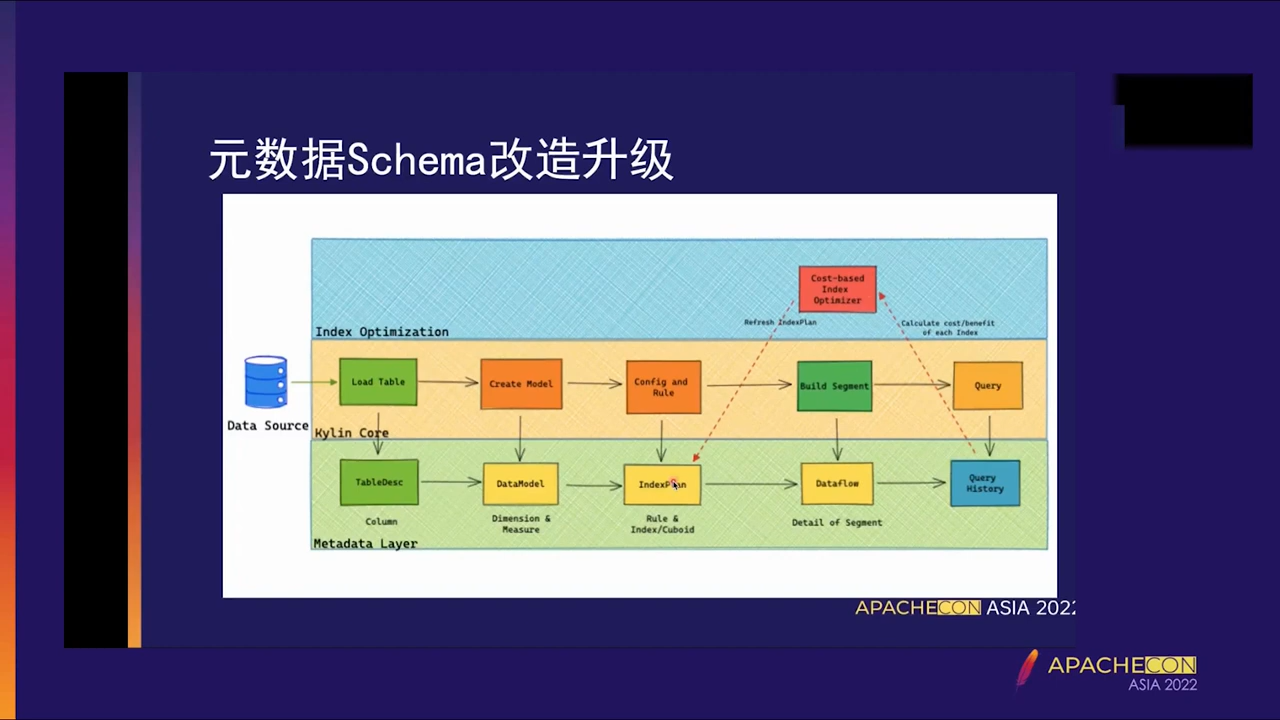 元数据Schema改造升级
Cost-based
Index
Optimizer
Refresh IndexPlan
Calculate cost/benefit
of each Index
Index Optimization
Load Table
Create Model
Config and
Rule
Build Segment
Query
Data Source
Kylin Core
TableDesc
DataModel
IndexPlan
Dataflow
Query
History
Column
Dimension &
Measure
Rule &
Index/Cuboid
Detail of Segment
Metadata Layer
APACHECON ASIA 2022
APACHECON
ASIA 2022